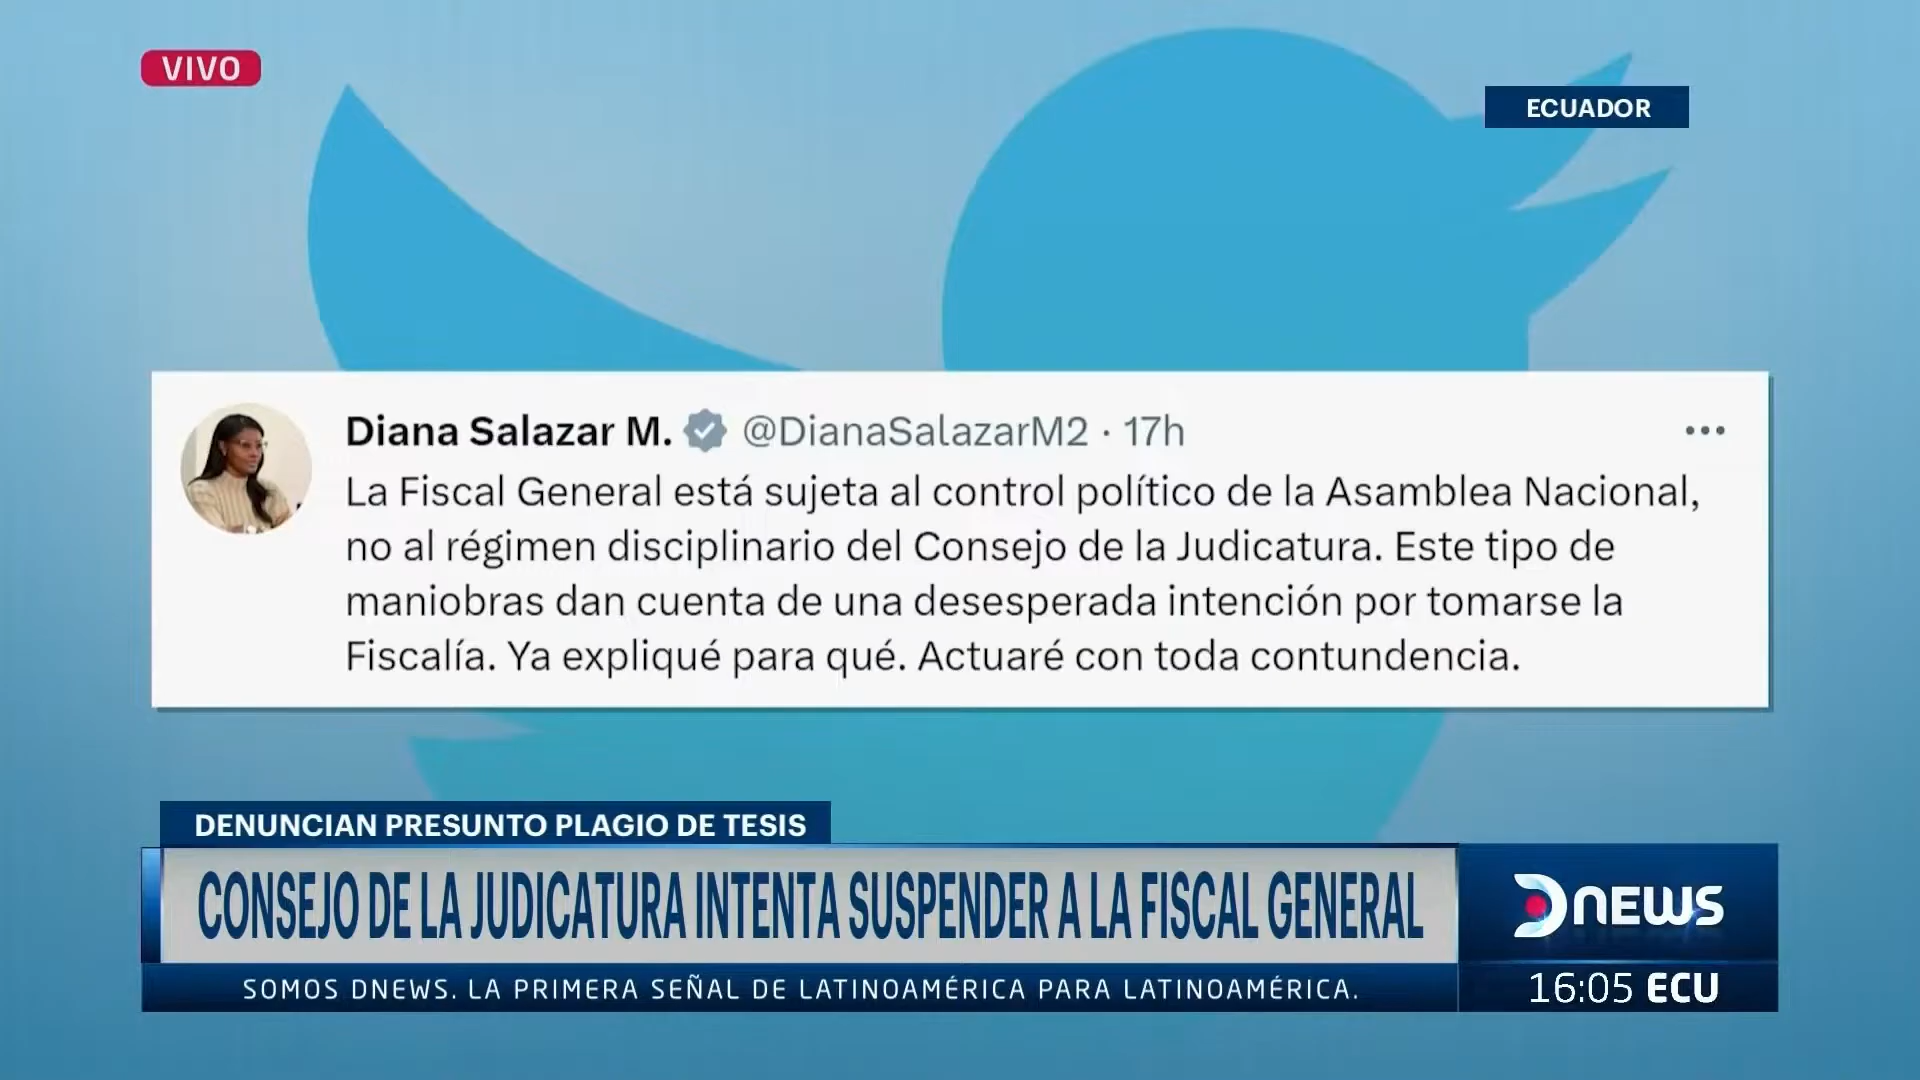 VIVO
ECUADOR
Diana Salazar M. @DianaSalazarM2 · 17h
La Fiscal General está sujeta al control político de la Asamblea Nacional,
no al régimen disciplinario del Consejo de la Judicatura. Este tipo de
maniobras dan cuenta de una desesperada intención por tomarse la
Fiscalía. Ya expliqué para qué. Actuaré con toda contundencia.
DENUNCIAN PRESUNTO PLAGIO DE TESIS
CONSEJO DE LA JUDICATURA INTENTA SUSPENDER A LA FISCAL GENERAL
DNEWS
SOMOS DNEWS. LA PRIMERA SEÑAL DE LATINOAMÉRICA PARA LATINOAMÉRICA.
16:05 ECU